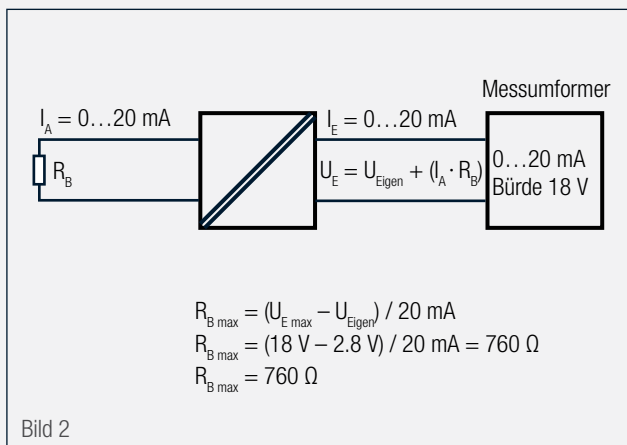 Messumformer
I_A = 0…20 mA
I_E = 0…20 mA
R_B
U_E = U_Eigen + (I_A · R_B)
0…20 mA
Bürde 18 V
R_B max = (U_E max – U_Eigen) / 20 mA
R_B max = (18 V – 2.8 V) / 20 mA = 760 Ω
R_B max = 760 Ω
Bild 2